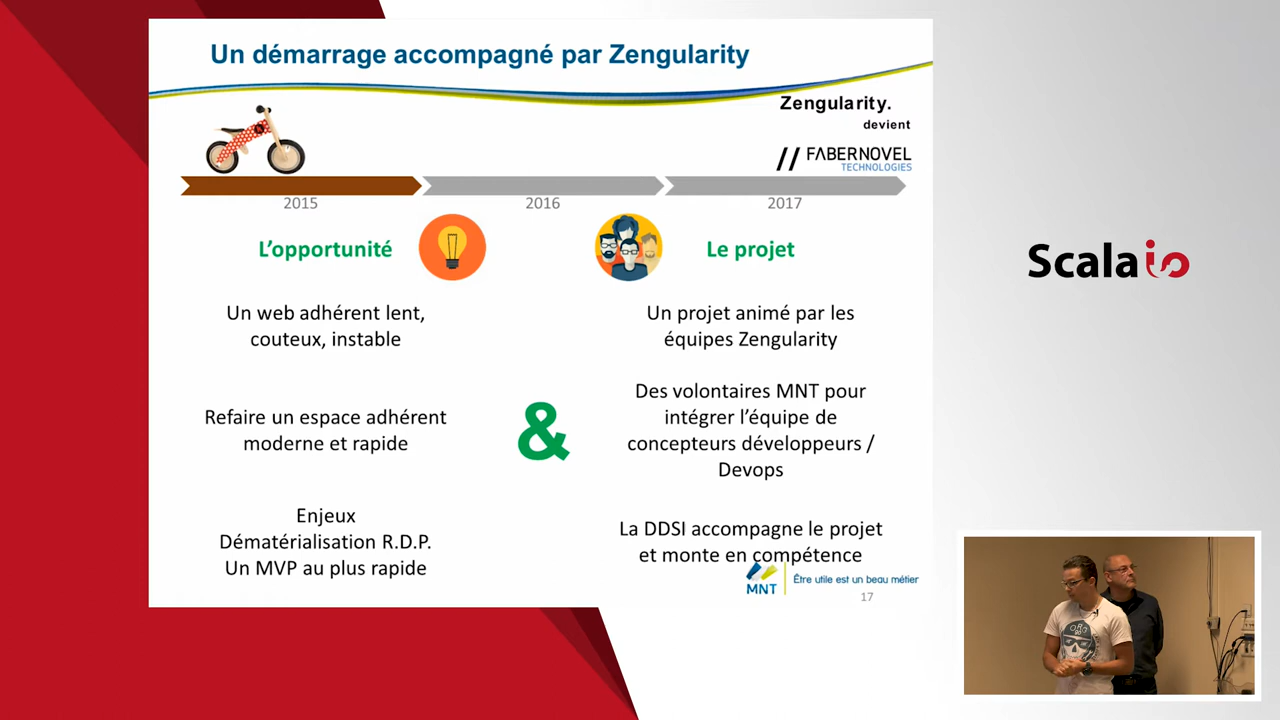 Un démarrage accompagné par Zengularity
Zengularity.
devient
// FABERNOVEL
TECHNOLOGIES
2015
2016
2017
L'opportunité
Le projet
Un web adhérent lent,
couteux, instable
Un projet animé par les
équipes Zengularity
Refaire un espace adhérent
moderne et rapide
&
Des volontaires MNT pour
intégrer l'équipe de
concepteurs développeurs /
Devops
Enjeux
Dématérialisation R.D.P.
Un MVP au plus rapide
La DDSI accompagne le projet
et monte en compétence
MNT
Être utile est un beau métier
17
Scala io